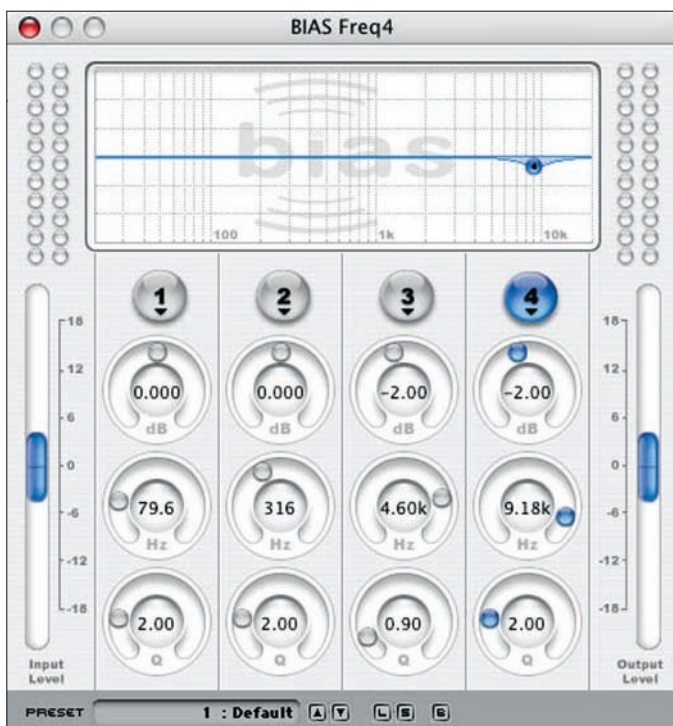 BIAS Freq4
bias
4
100 1k 10k
1 2 3 4
18 18
12 12
6 6
0 0
-6 -6
-12 -12
-18 -18
0.000 0.000 -2.00 -2.00
dB dB dB dB
79.6 316 4.60k 9.18k
Hz Hz Hz Hz
2.00 2.00 0.90 2.00
Q Q Q Q
Input Level
Output Level
PRESET 1 : Default L S